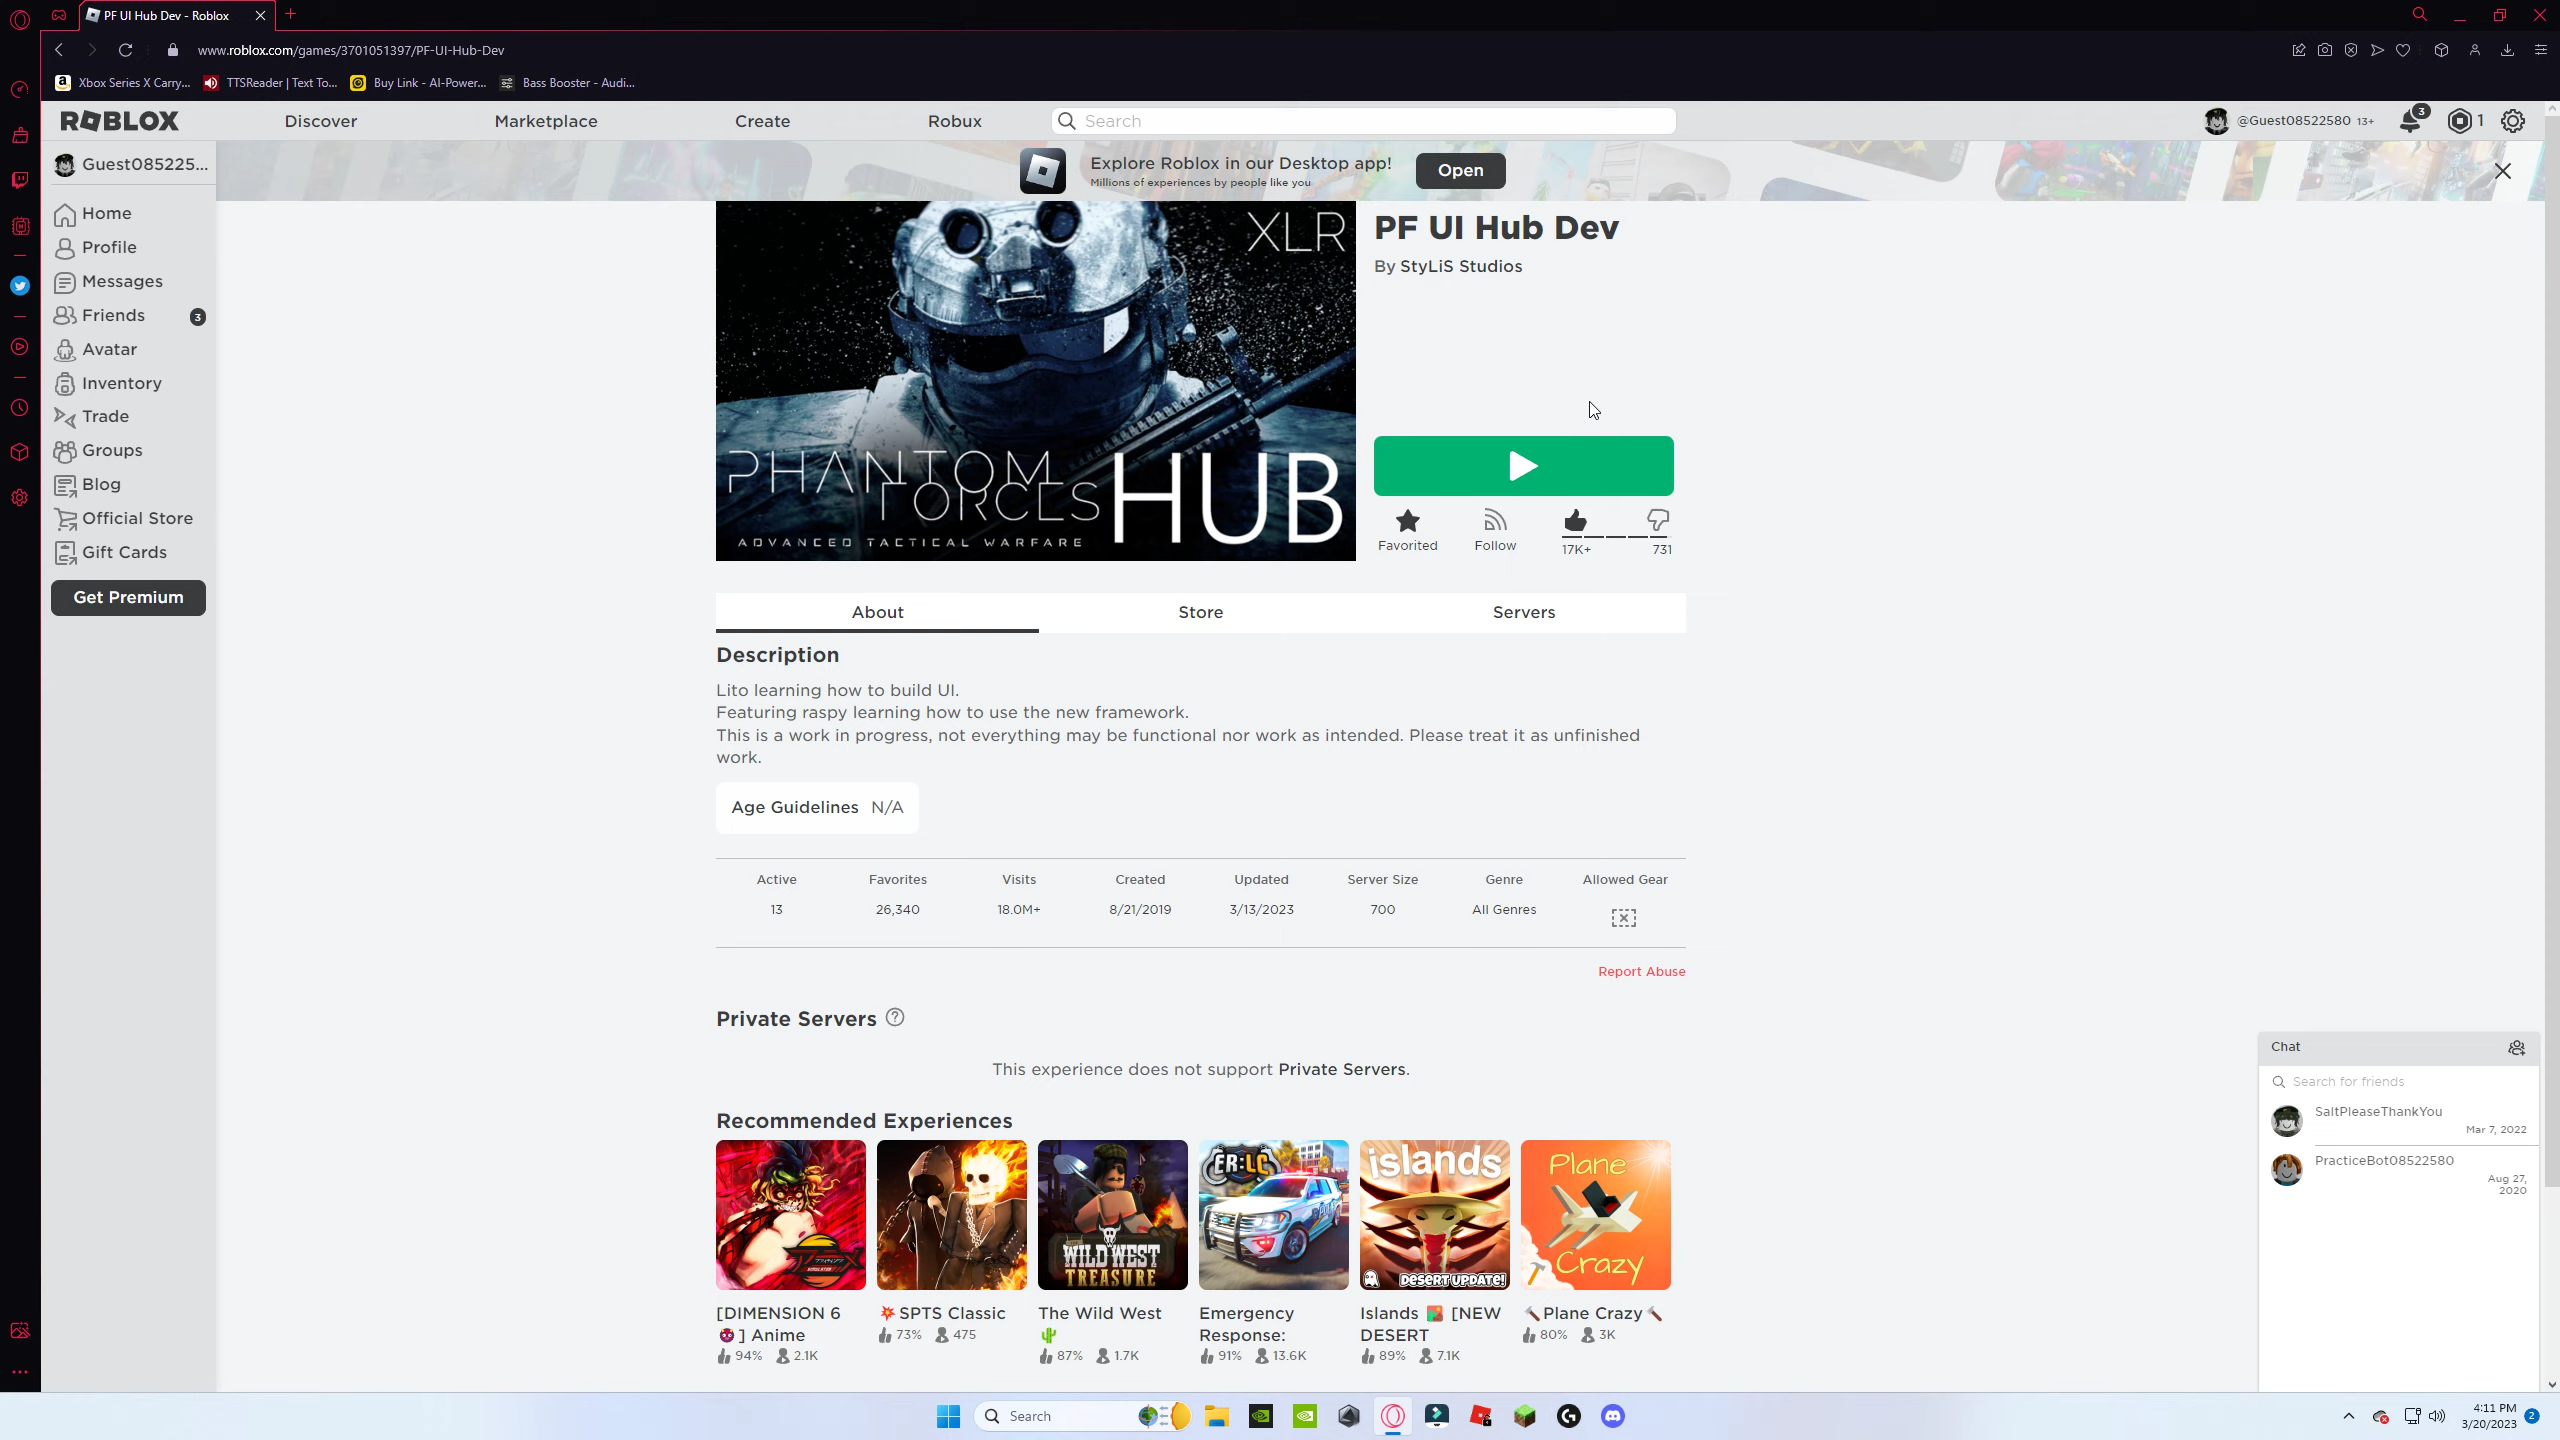 PF UI Hub Dev - Roblox
www.roblox.com/games/3701051397/PF-UI-Hub-Dev
Xbox Series X Carry...
TTSReader | Text To...
Buy Link - AI-Power...
Bass Booster - Audi...
ROBLOX
Discover
Marketplace
Create
Robux
Search
@Guest08522580 13+
3
1
Guest085225...
Explore Roblox in our Desktop app!
Millions of experiences by people like you
Open
Home
Profile
Messages
Friends
3
Avatar
Inventory
Trade
Groups
Blog
Official Store
Gift Cards
Get Premium
XLR
PHANTOM
FORCES
HUB
ADVANCED TACTICAL WARFARE
PF UI Hub Dev
By StyLiS Studios
Favorited
Follow
17K+
731
About
Store
Servers
Description
Lito learning how to build UI.
Featuring raspy learning how to use the new framework.
This is a work in progress, not everything may be functional nor work as intended. Please treat it as unfinished
work.
Age Guidelines N/A
Active Favorites Visits Created Updated Server Size Genre Allowed Gear
13 26,340 18.0M+ 8/21/2019 3/13/2023 700 All Genres
Report Abuse
Private Servers
This experience does not support Private Servers.
Recommended Experiences
WILD WEST
TREASURE
ER:LC
islands
DESERT UPDATE!
Plane
Crazy
[DIMENSION 6
] Anime
94% 2.1K
SPTS Classic
73% 475
The Wild West
87% 1.7K
Emergency
Response:
91% 13.6K
Islands [NEW
DESERT
89% 7.1K
Plane Crazy
80% 3K
Chat
Search for friends
SaltPleaseThankYou
Mar 7, 2022
PracticeBot08522580
Aug 27,
2020
Search
4:11 PM
3/20/2023
2